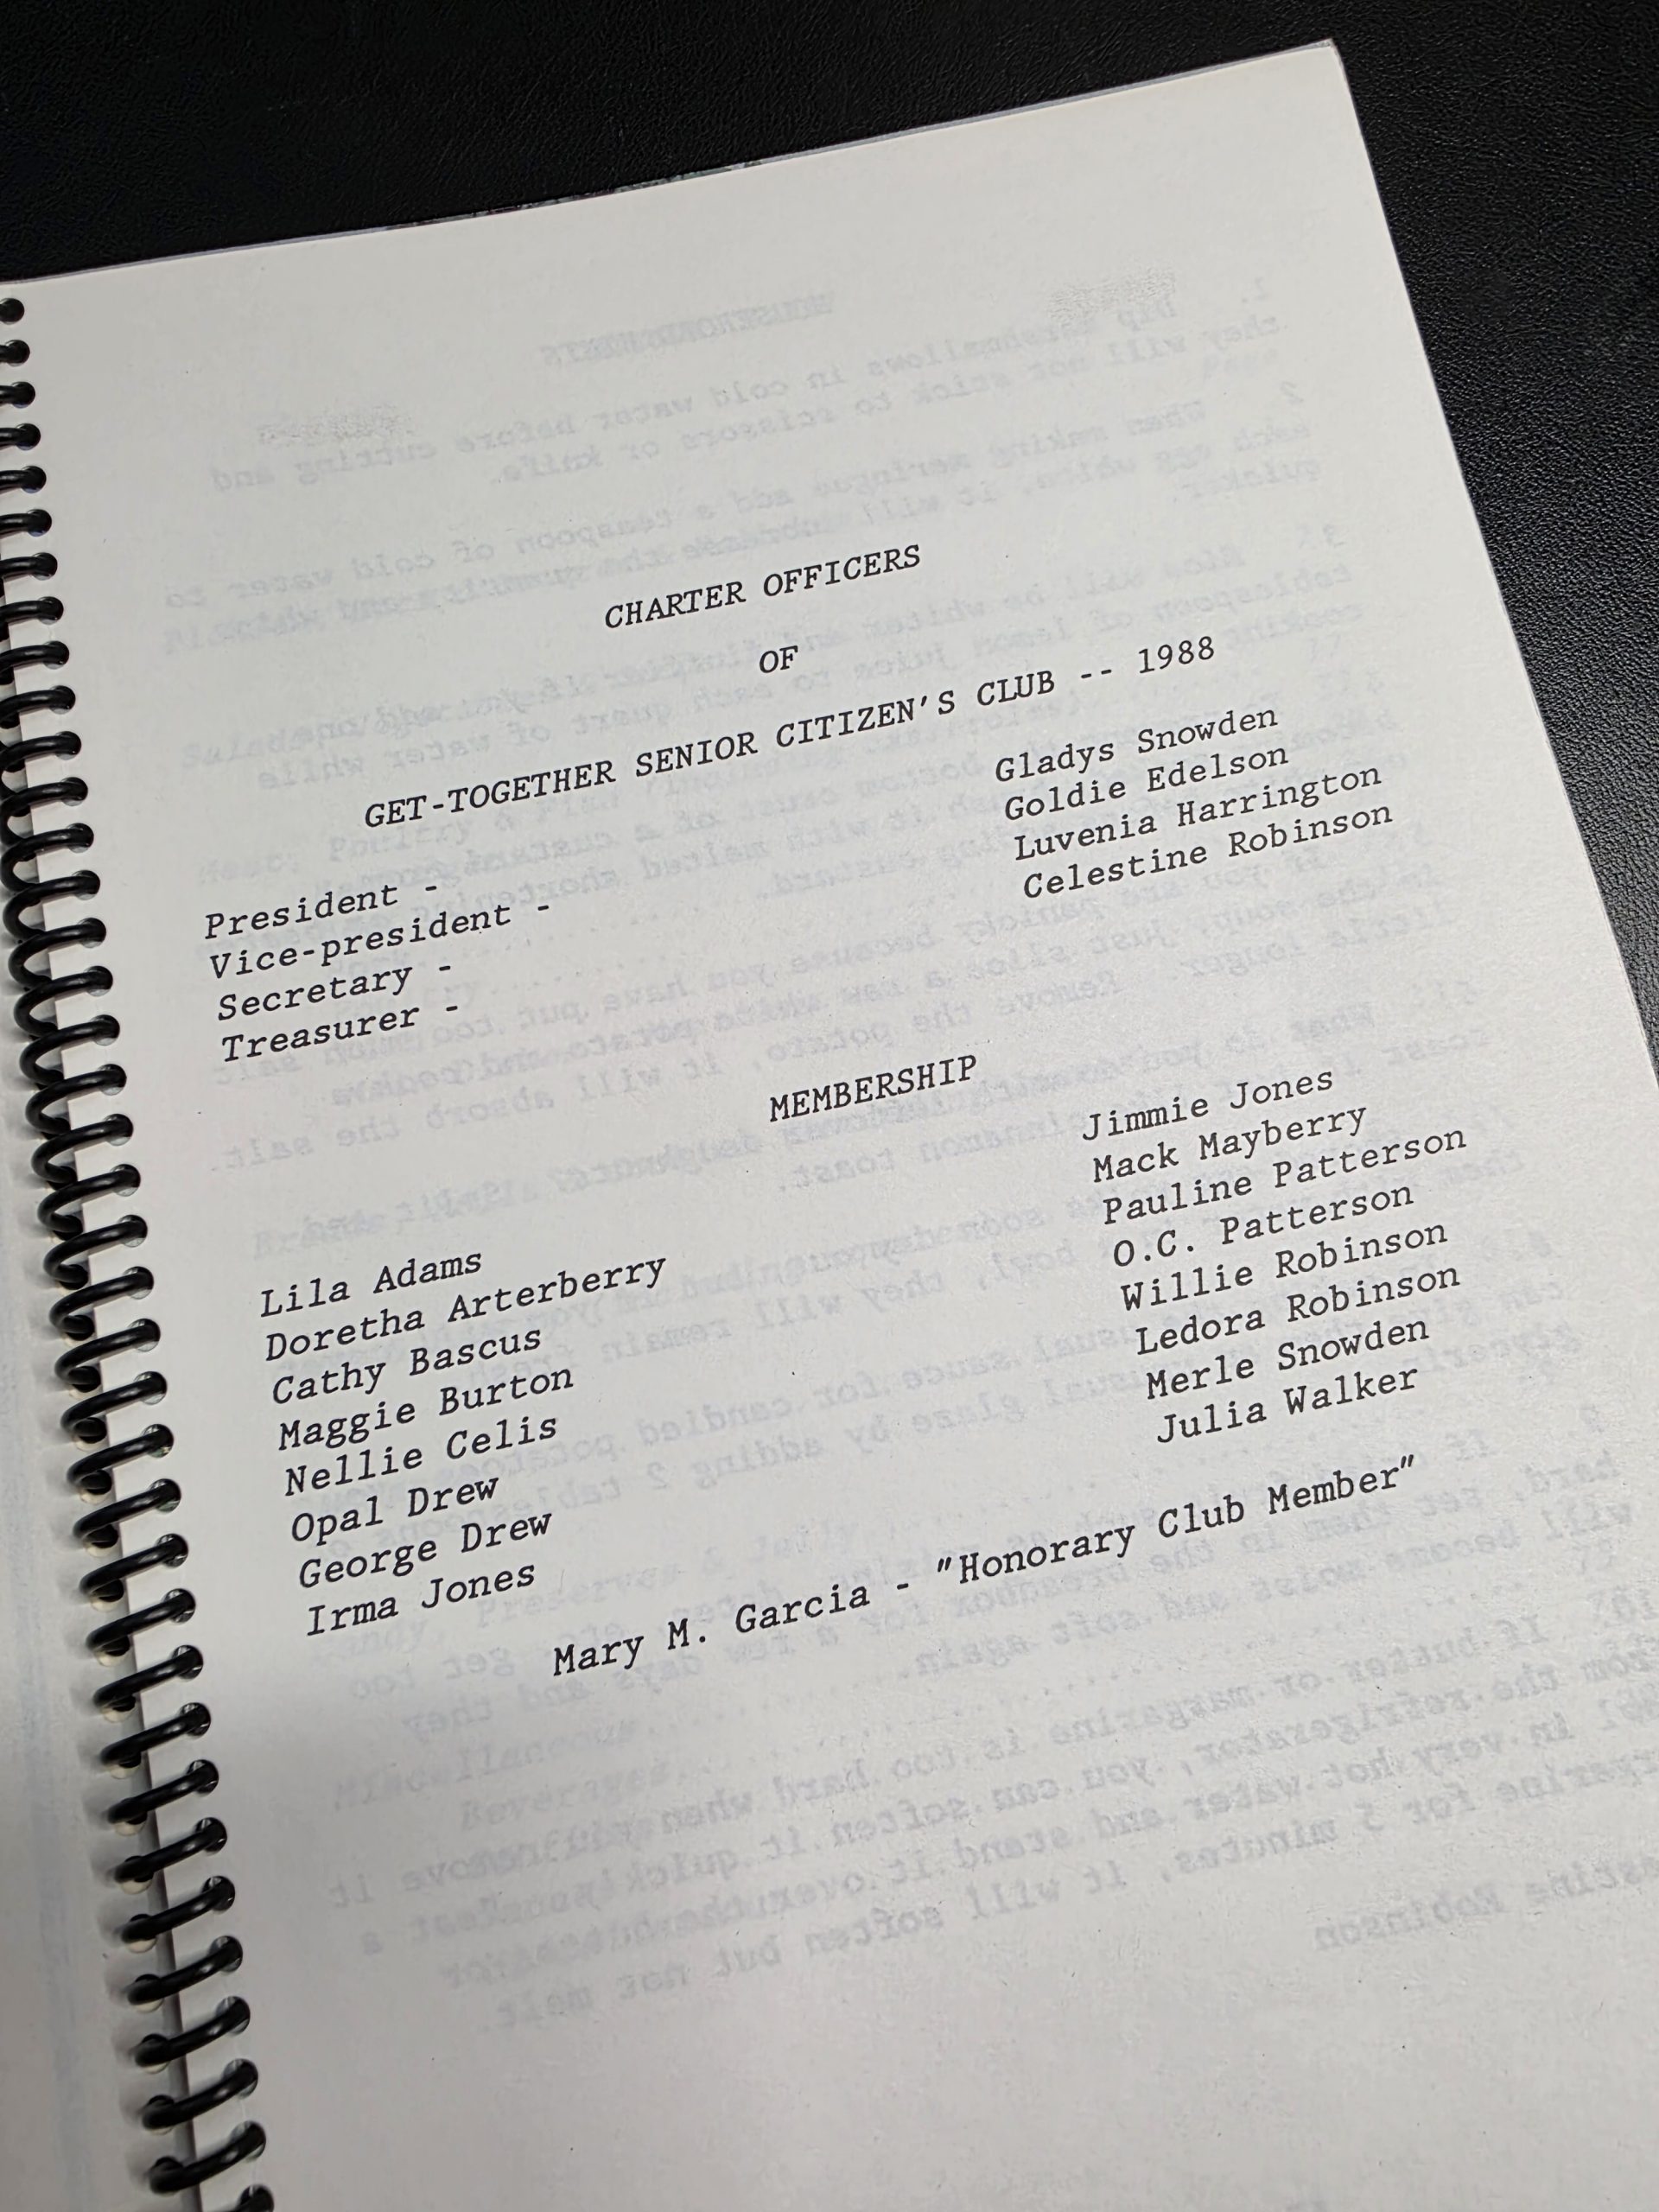 CHARTER OFFICERS
OF
GET-TOGETHER SENIOR CITIZEN'S CLUB -- 1988
President - Gladys Snowden
Vice-president - Goldie Edelson
Secretary - Luvenia Harrington
Treasurer - Celestine Robinson
MEMBERSHIP
Lila Adams Jimmie Jones
Doretha Arterberry Mack Mayberry
Cathy Bascus Pauline Patterson
Maggie Burton O.C. Patterson
Nellie Celis Willie Robinson
Opal Drew Ledora Robinson
George Drew Merle Snowden
Irma Jones Julia Walker
Mary M. Garcia - "Honorary Club Member"